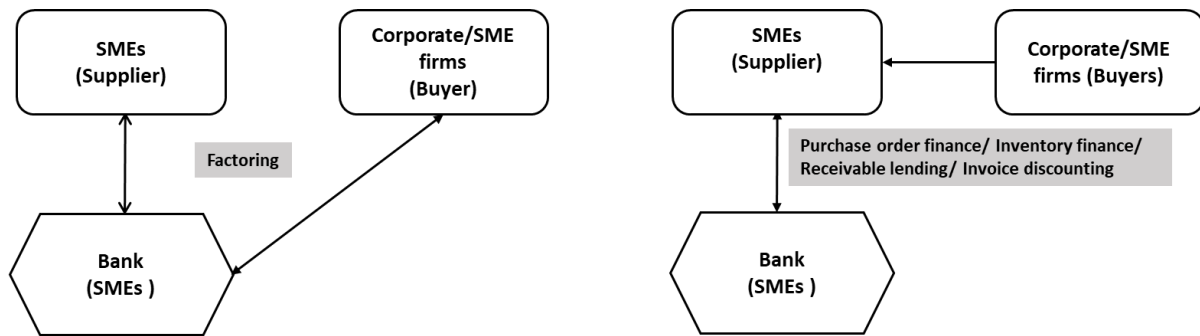 SMEs
(Supplier)
Corporate/SME
firms
(Buyer)
Factoring
Bank
(SMEs )
SMEs
(Supplier)
Corporate/SME
firms (Buyers)
Purchase order finance/ Inventory finance/
Receivable lending/ Invoice discounting
Bank
(SMEs )